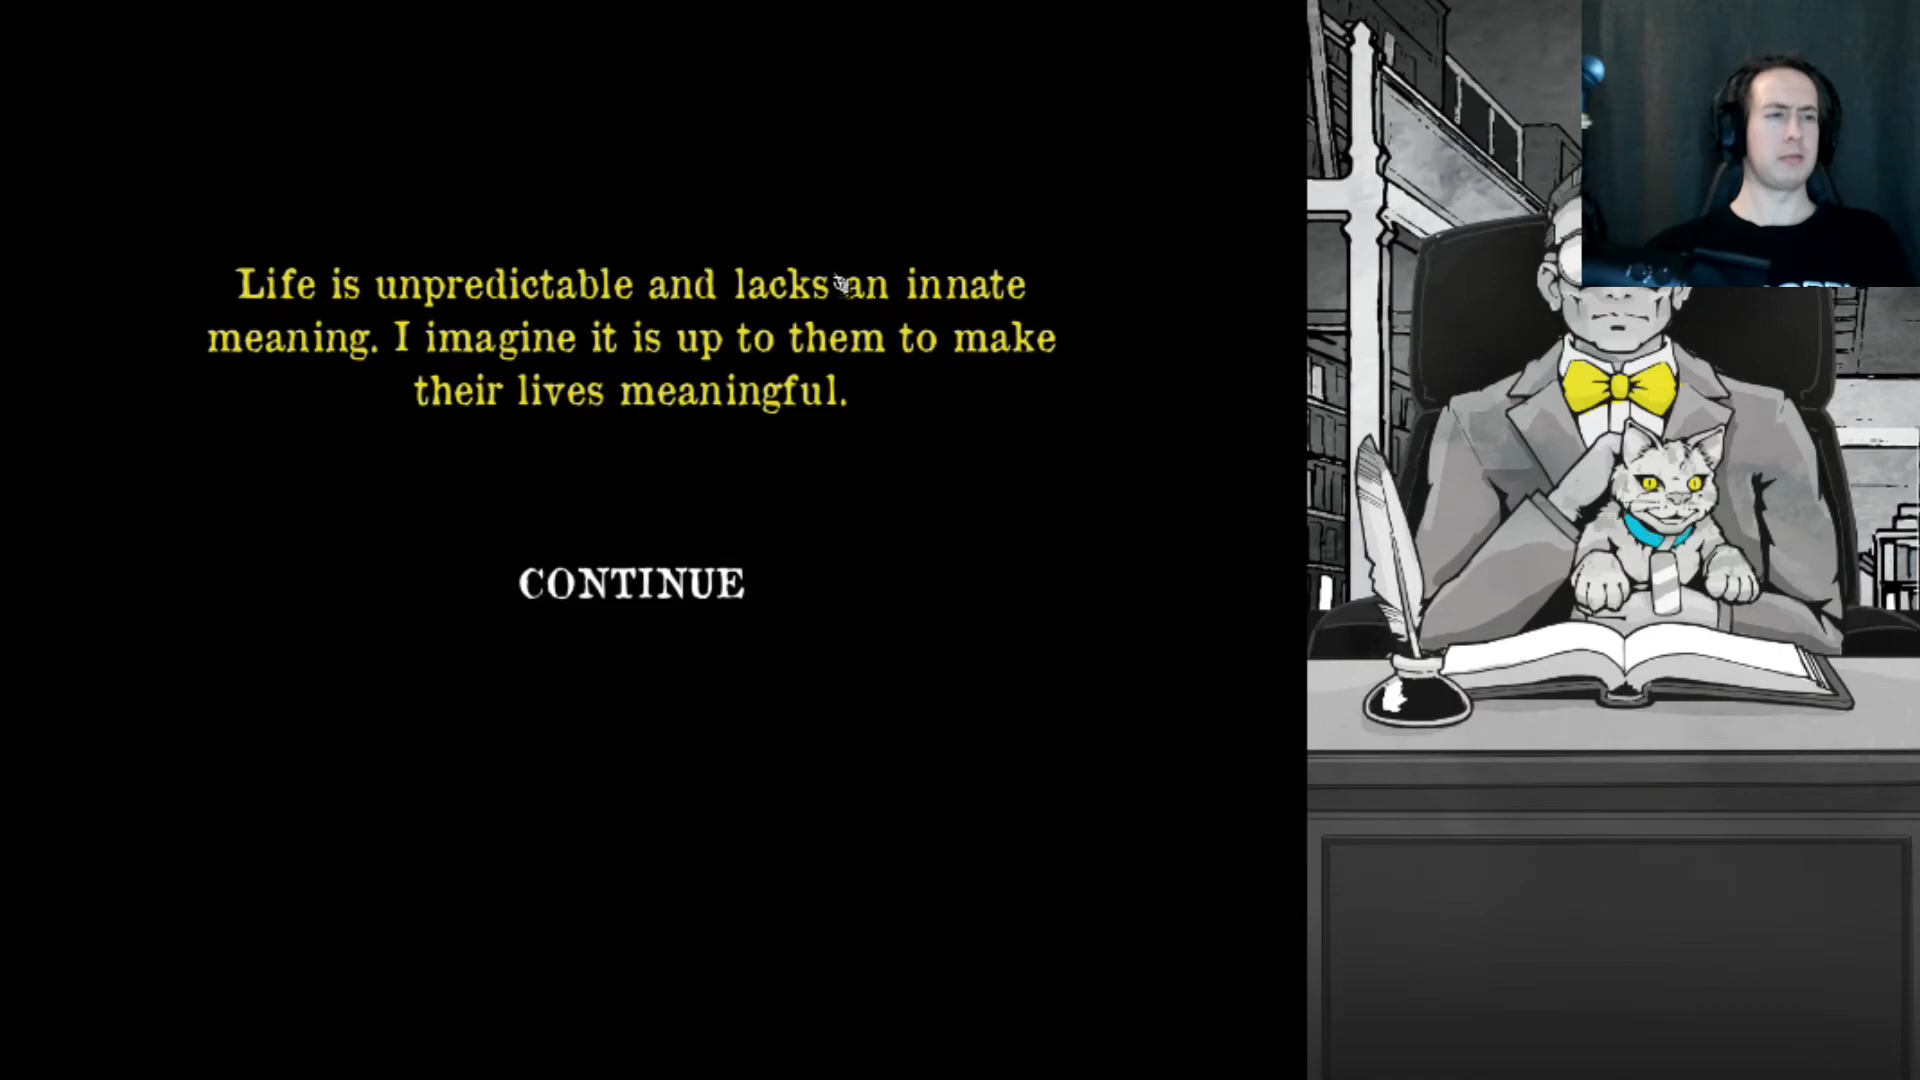 Life is unpredictable and lacks an innate
meaning. I imagine it is up to them to make
their lives meaningful.
CONTINUE